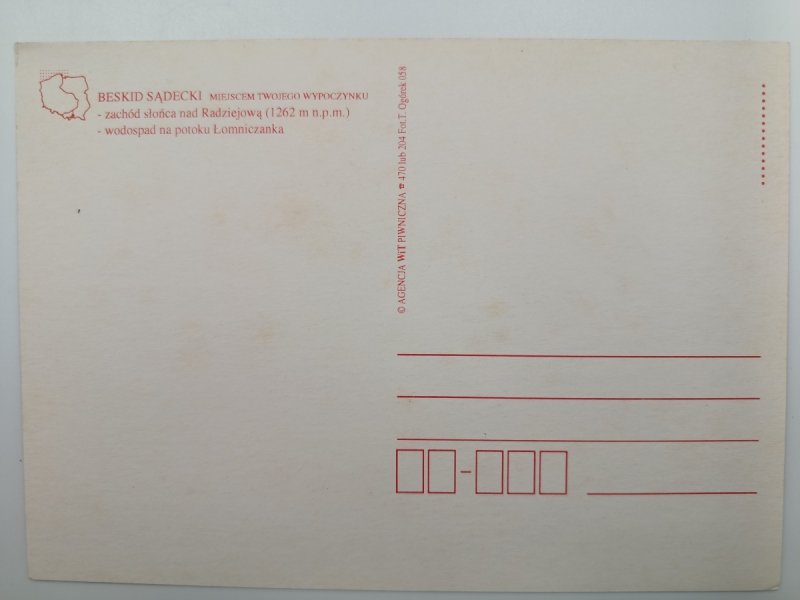 BESKID SĄDECKI MIEJSCEM TWOJEGO WYPOCZYNKU
- zachód słońca nad Radziejową (1262 m n.p.m.)
- wodospad na potoku Łomniczanka
© AGENCJA WiT PIWNICZNA ☎ 470 lub 204 Fot.T. Ogórek 058